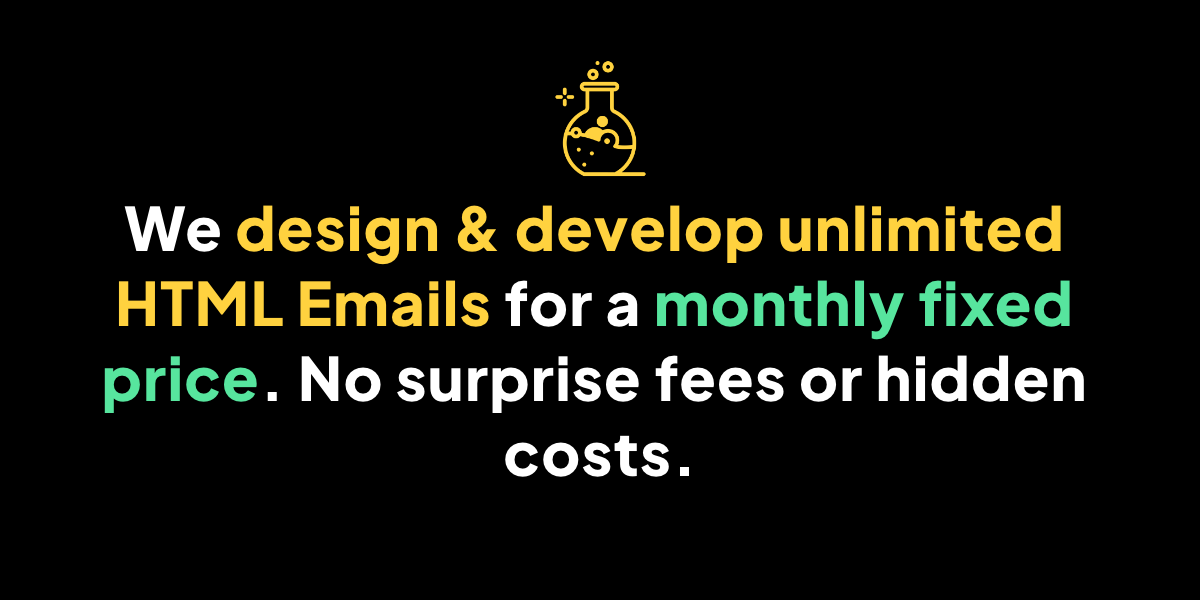 We design & develop unlimited
HTML Emails for a monthly fixed
price. No surprise fees or hidden
costs.